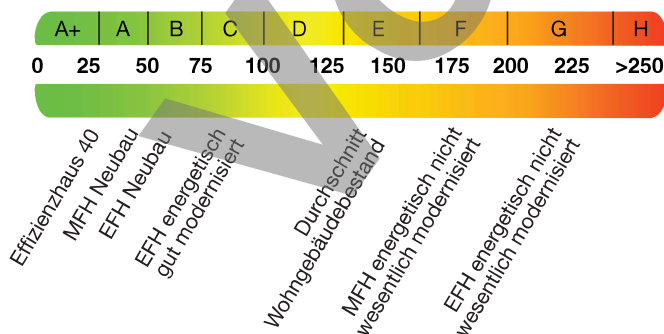 A+ A B C D E F G H
0 25 50 75 100 125 150 175 200 225 >250
Effizienzhaus 40
MFH Neubau
EFH Neubau
EFH energetisch
gut modernisiert
Durchschnitt
Wohngebäudebestand
MFH energetisch nicht
wesentlich modernisiert
EFH energetisch nicht
wesentlich modernisiert